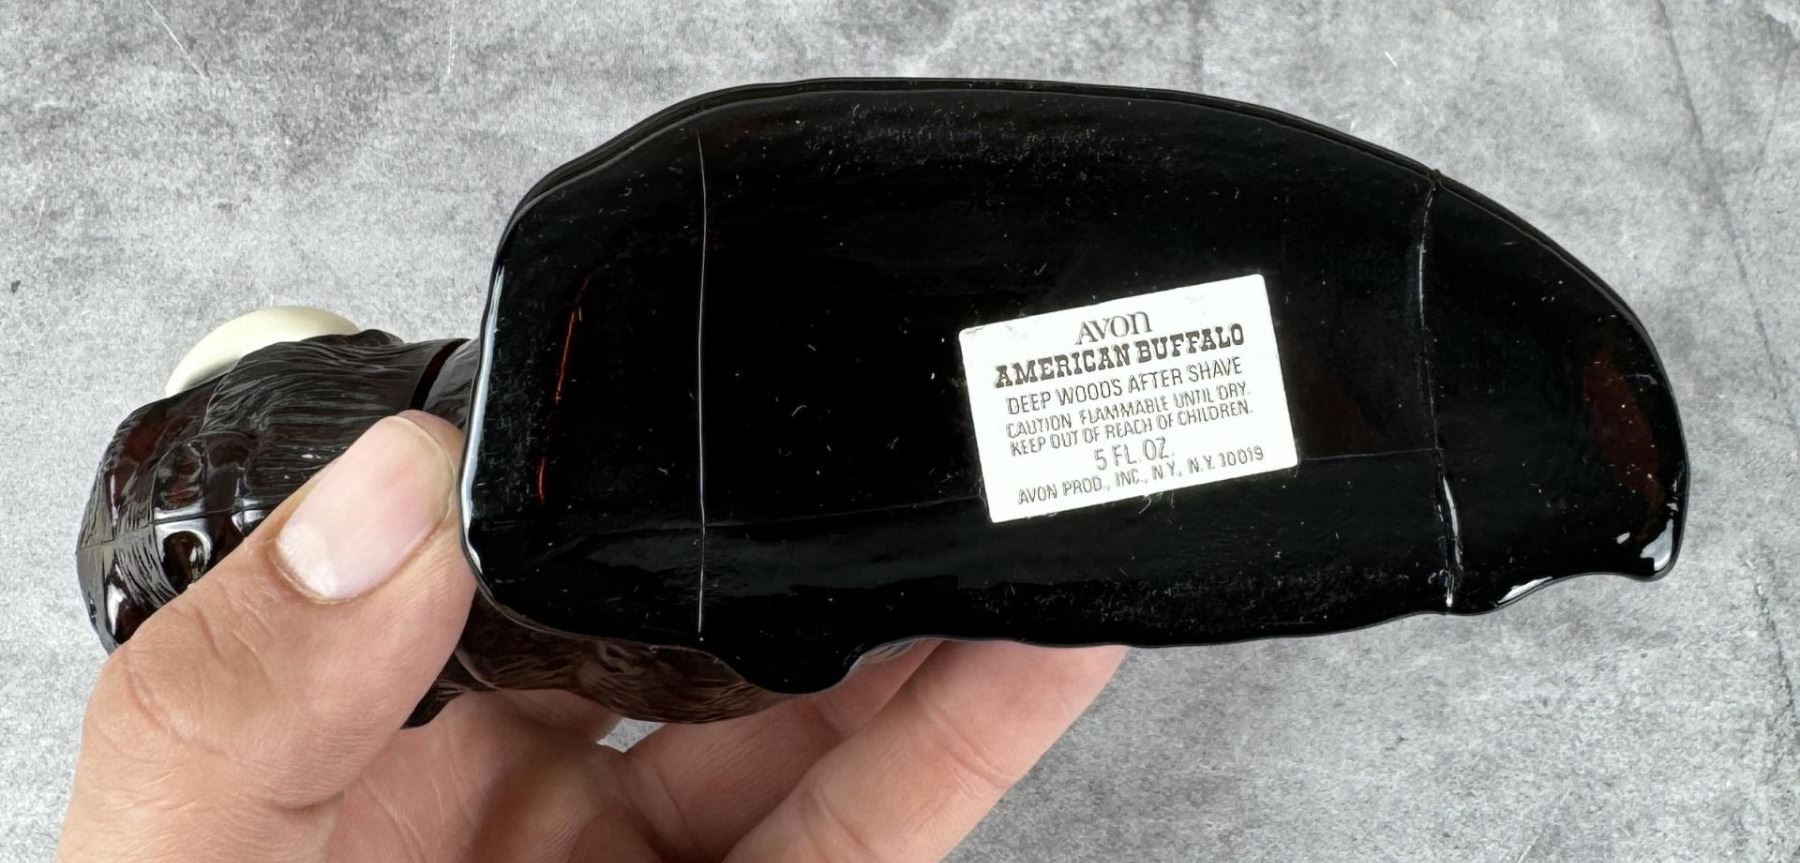 AVON
AMERICAN BUFFALO
DEEP WOODS AFTER SHAVE
CAUTION FLAMMABLE UNTIL DRY.
KEEP OUT OF REACH OF CHILDREN.
5 FL. OZ.
AVON PROD., INC., N.Y., N.Y. 10019